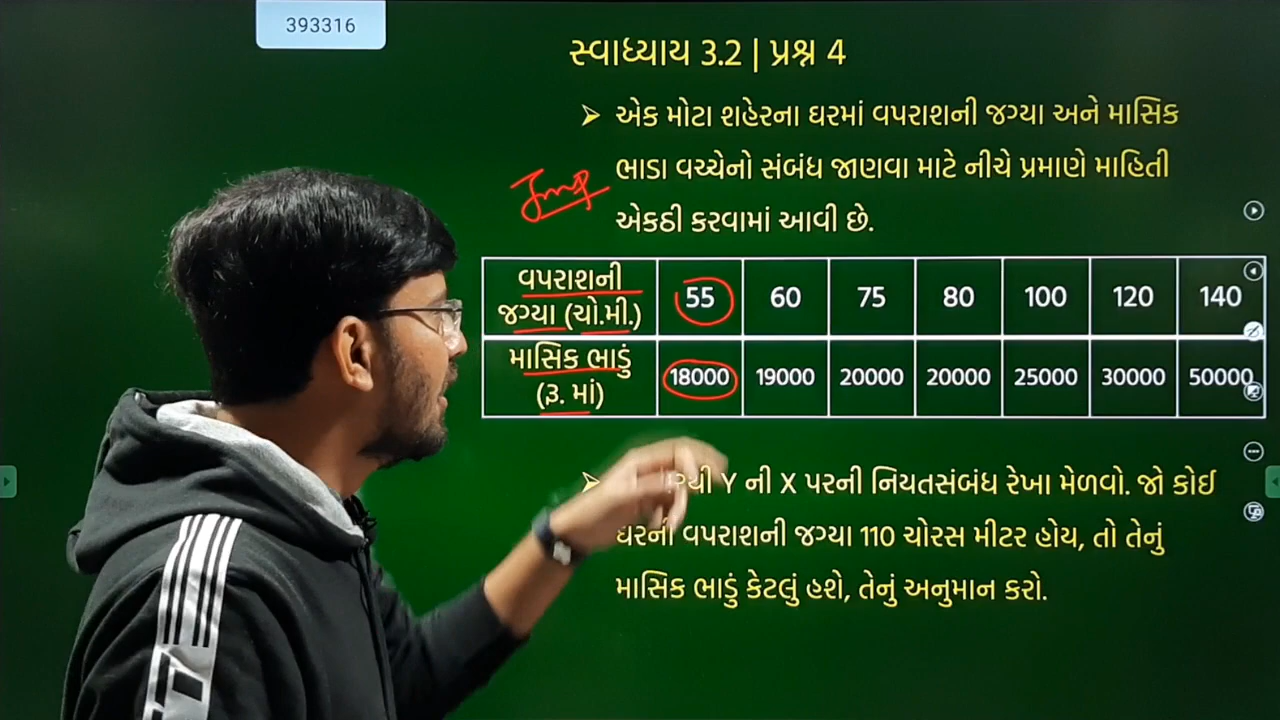 393316
સ્વાધ્યાય 3.2 | પ્રશ્ન 4
➤ એક મોટા શહેરના ઘરમાં વપરાશની જગ્યા અને માસિક
ભાડા વચ્ચેનો સંબંધ જાણવા માટે નીચે પ્રમાણે માહિતી
Imp
એકઠી કરવામાં આવી છે.
વપરાશની જગ્યા (ચો.મી.) 55 60 75 80 100 120 140
માસિક ભાડું (રૂ. માં) 18000 19000 20000 20000 25000 30000 50000
➤ Y ની X પરની નિયતસંબંધ રેખા મેળવો. જો કોઈ
ઘરની વપરાશની જગ્યા 110 ચોરસ મીટર હોય, તો તેનું
માસિક ભાડું કેટલું હશે, તેનું અનુમાન કરો.